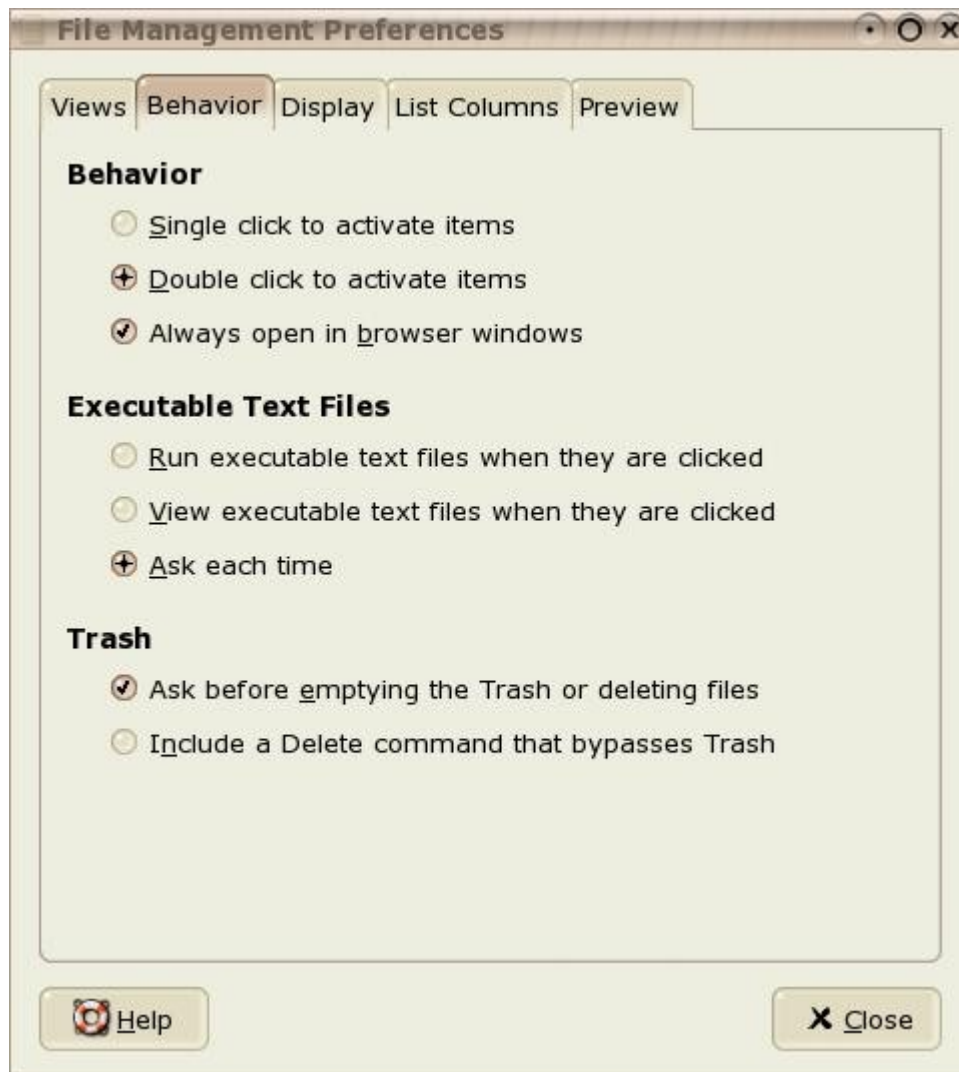 File Management Preferences
Views Behavior Display List Columns Preview
Behavior
Single click to activate items
Double click to activate items
Always open in browser windows
Executable Text Files
Run executable text files when they are clicked
View executable text files when they are clicked
Ask each time
Trash
Ask before emptying the Trash or deleting files
Include a Delete command that bypasses Trash
Help Close